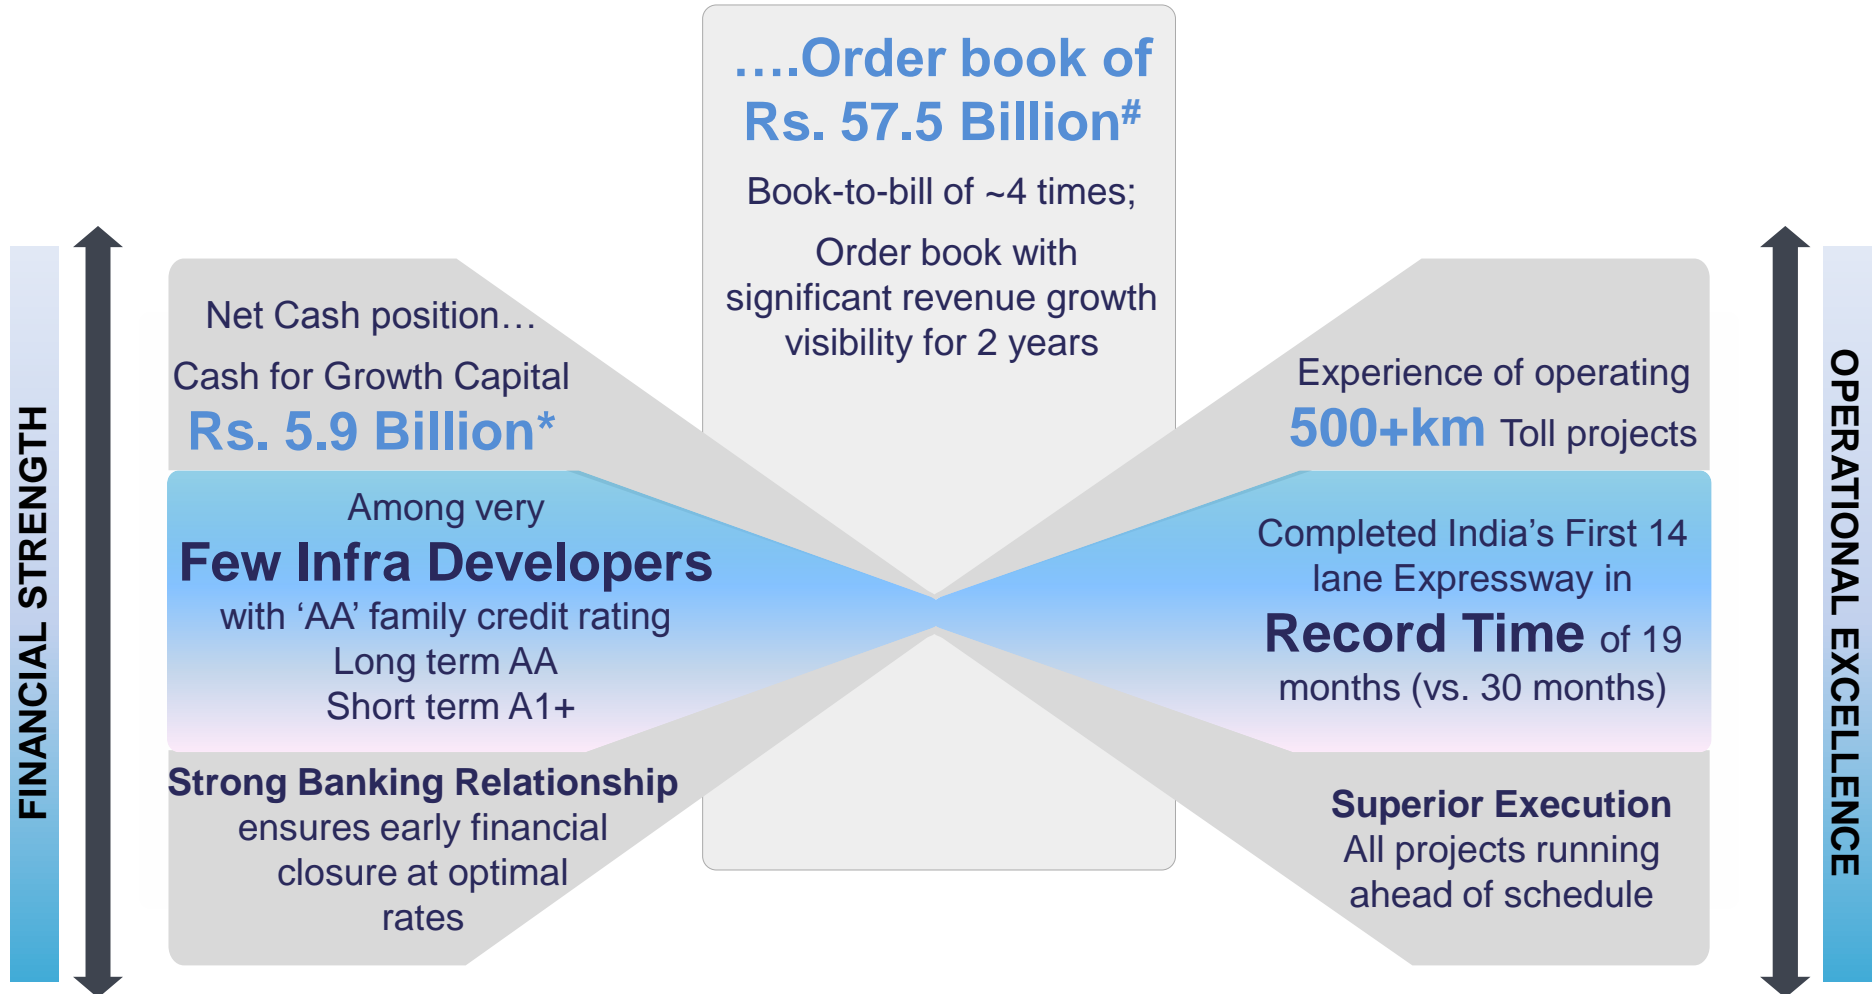 ….Order book of
Rs. 57.5 Billion#
Book-to-bill of ~4 times;
Order book with
significant revenue growth
visibility for 2 years
FINANCIAL STRENGTH
Net Cash position…
Cash for Growth Capital
Rs. 5.9 Billion*
Among very
Few Infra Developers
with ‘AA’ family credit rating
Long term AA
Short term A1+
Strong Banking Relationship
ensures early financial
closure at optimal
rates
Experience of operating
500+km Toll projects
Completed India’s First 14
lane Expressway in
Record Time of 19
months (vs. 30 months)
Superior Execution
All projects running
ahead of schedule
OPERATIONAL EXCELLENCE